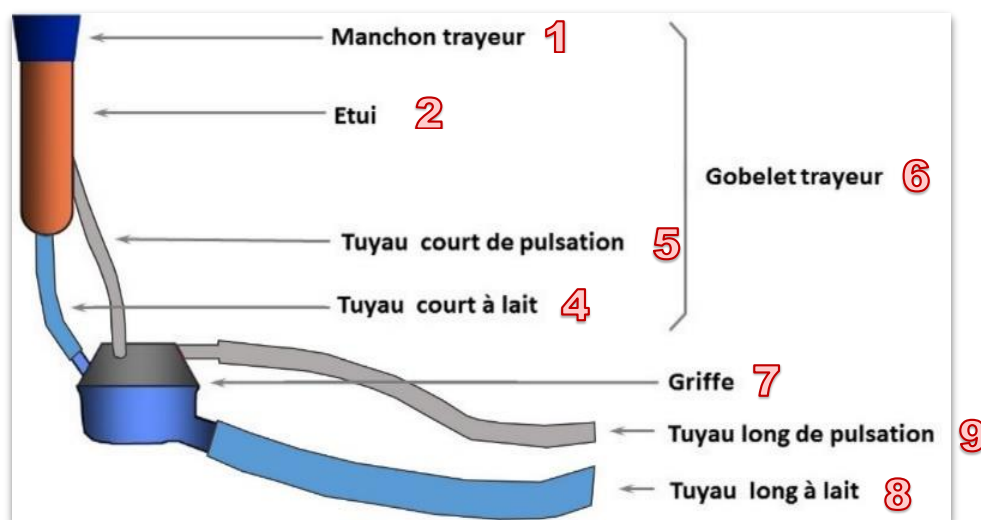 Manchon trayeur 1
Etui 2
Gobelet trayeur 6
Tuyau court de pulsation 5
Tuyau court à lait 4
Griffe 7
Tuyau long de pulsation 9
Tuyau long à lait 8